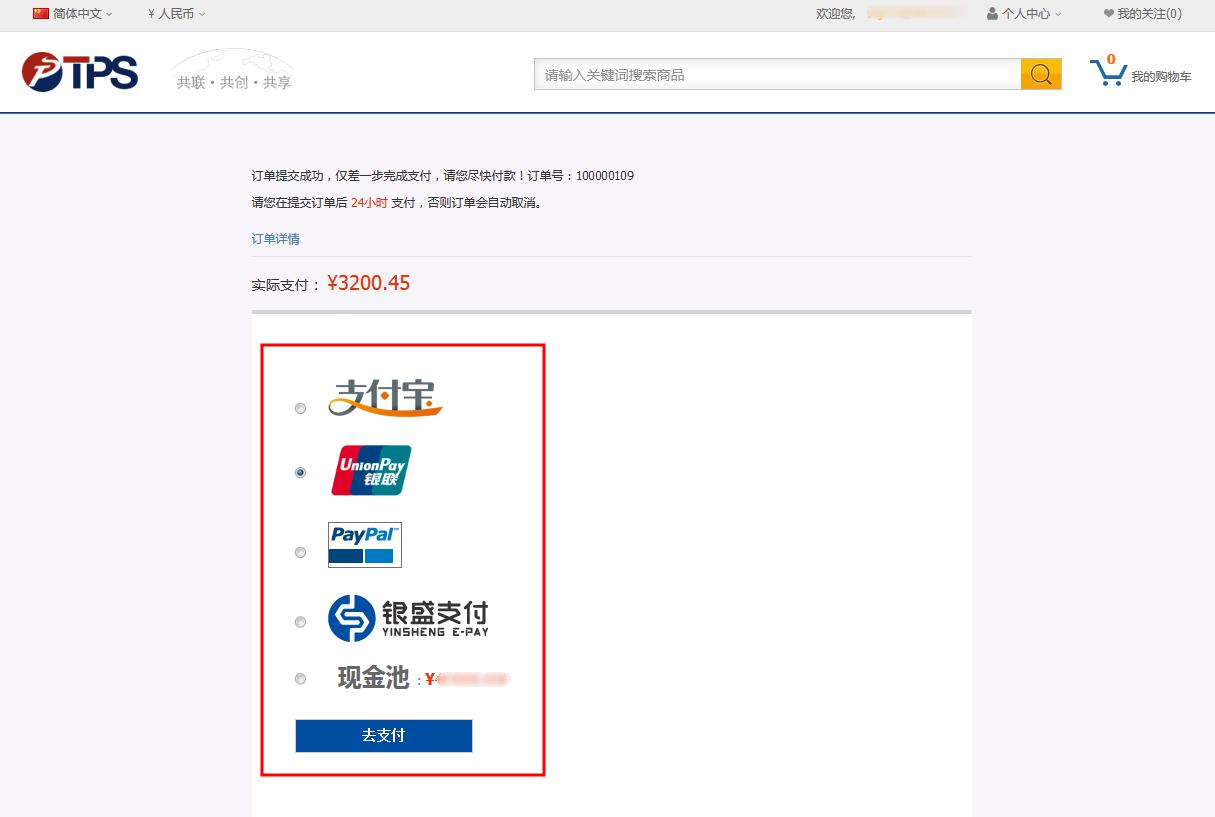 简体中文
¥ 人民币
欢迎您,
个人中心
我的关注(0)
TPS
共联·共创·共享
请输入关键词搜索商品
0
我的购物车
订单提交成功，仅差一步完成支付，请您尽快付款！订单号：100000109
请您在提交订单后 24小时 支付，否则订单会自动取消。
订单详情
实际支付： ¥3200.45
支付宝
UnionPay
银联
PayPal™
银盛支付
YINSHENG E-PAY
现金池 : ¥
去支付